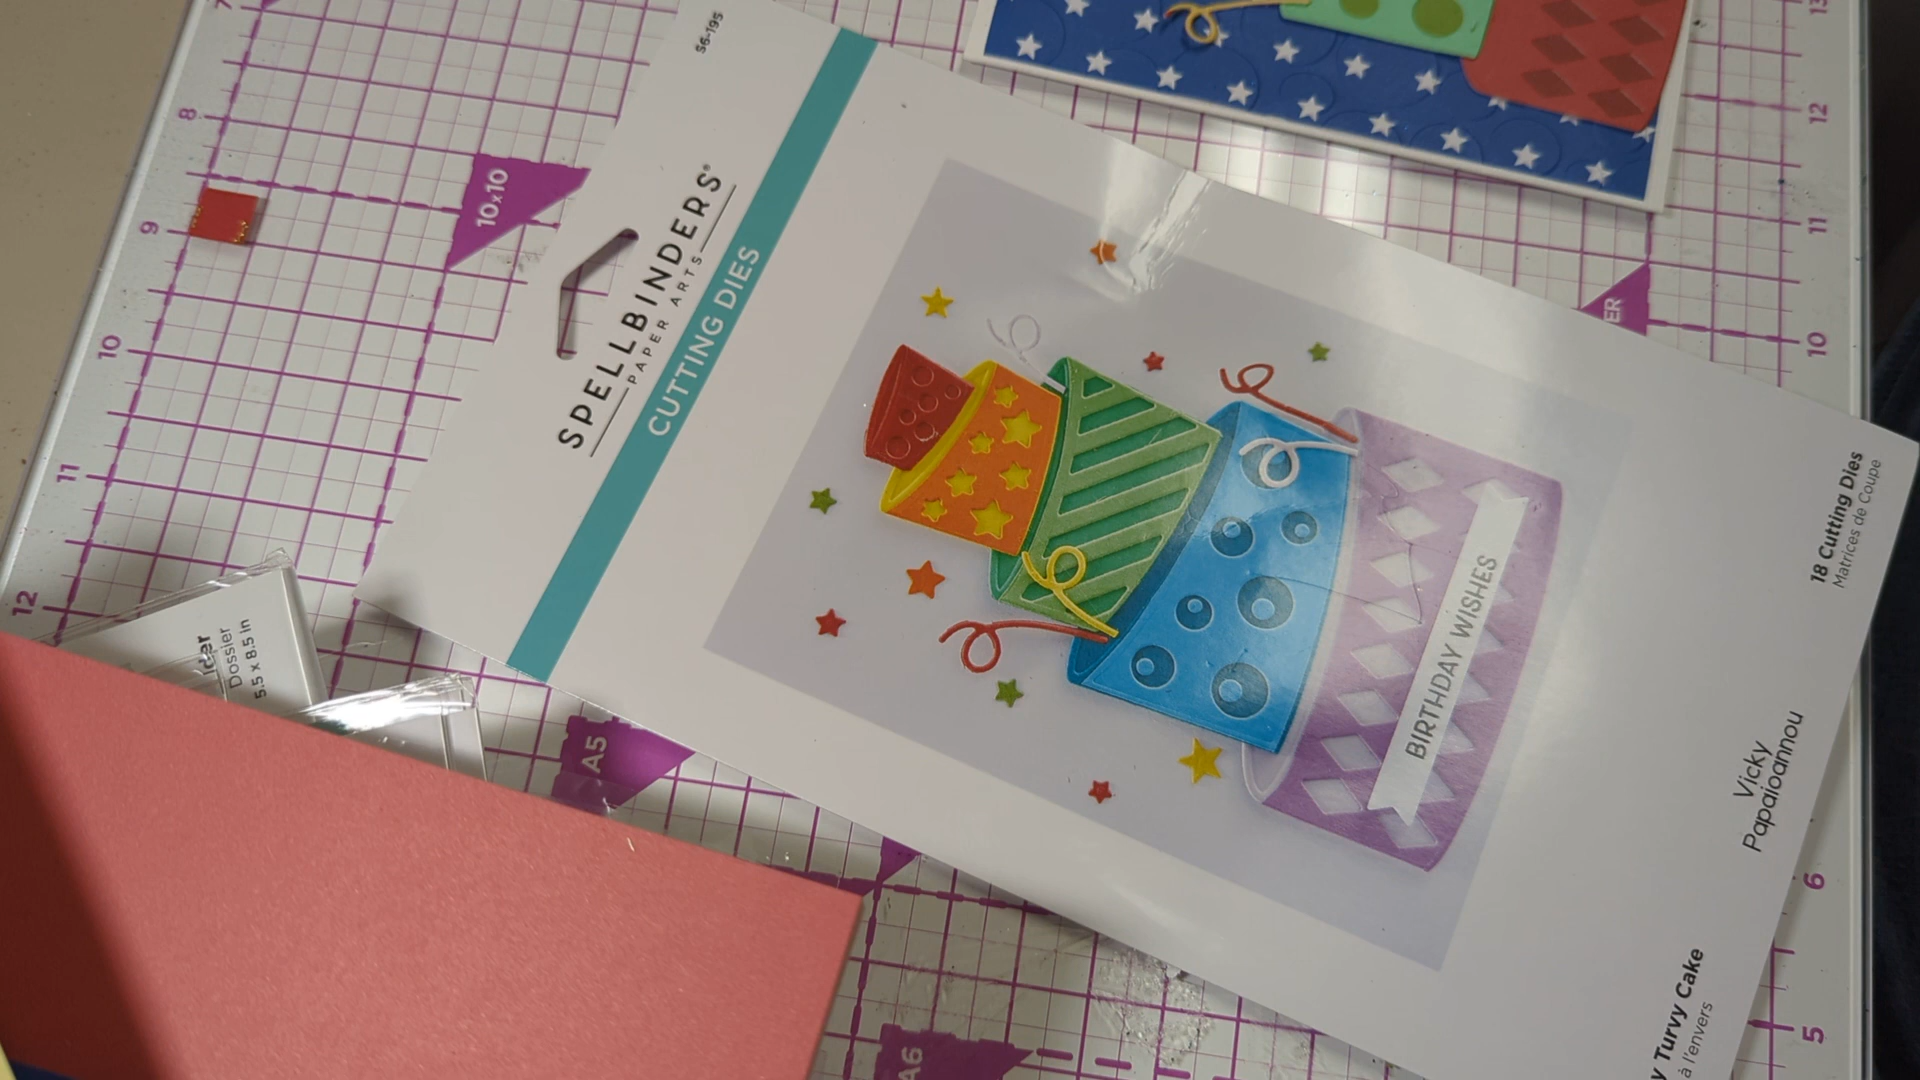 S6-195
SPELLBINDERS®
PAPER ARTS
CUTTING DIES
BIRTHDAY WISHES
18 Cutting Dies
Matrices de Coupe
Vicky
Papaioannou
y Turvy Cake
à l'envers
Dossier
5.5 x 8.5 in
10x10
A5
A6
ER
7
8
9
10
11
12
13
12
11
10
6
5